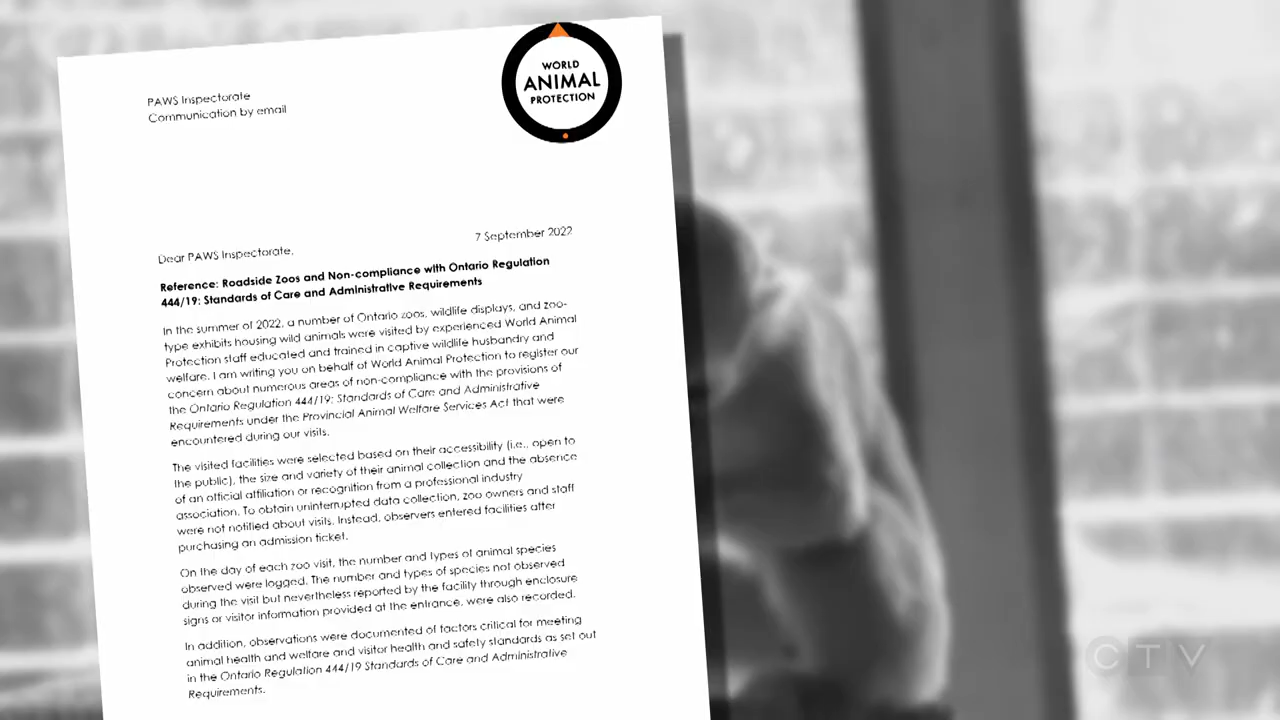 WORLD
ANIMAL
PROTECTION
PAWS Inspectorate
Communication by email
7 September 2022
Dear PAWS Inspectorate,
Reference: Roadside Zoos and Non-compliance with Ontario Regulation
444/19: Standards of Care and Administrative Requirements
In the summer of 2022, a number of Ontario zoos, wildlife displays, and zoo-
type exhibits housing wild animals were visited by experienced World Animal
Protection staff educated and trained in captive wildlife husbandry and
welfare. I am writing you on behalf of World Animal Protection to register our
concern about numerous areas of non-compliance with the provisions of
the Ontario Regulation 444/19: Standards of Care and Administrative
Requirements under the Provincial Animal Welfare Services Act that were
encountered during our visits.
The visited facilities were selected based on their accessibility (i.e., open to
the public), the size and variety of their animal collection and the absence
of an official affiliation or recognition from a professional industry
association. To obtain uninterrupted data collection, zoo owners and staff
were not notified about visits. Instead, observers entered facilities after
purchasing an admission ticket.
On the day of each zoo visit, the number and types of animal species
observed were logged. The number and types of species not observed
during the visit but nevertheless reported by the facility through enclosure
signs or visitor information provided at the entrance, were also recorded.
In addition, observations were documented of factors critical for meeting
animal health and welfare and visitor health and safety standards as set out
in the Ontario Regulation 444/19 Standards of Care and Administrative
Requirements.
CTV